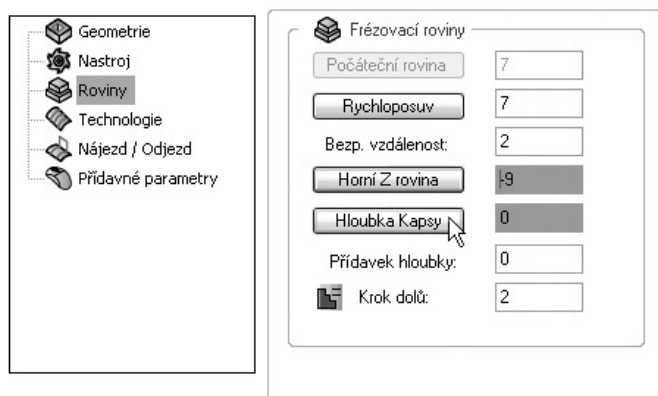 Geometrie
Nastroj
Roviny
Technologie
Nájezd / Odjezd
Přídavné parametry
Frézovací roviny
Počáteční rovina 7
Rychloposuv 7
Bezp. vzdálenost: 2
Horní Z rovina -9
Hloubka Kapsy 0
Přídavek hloubky: 0
Krok dolů: 2